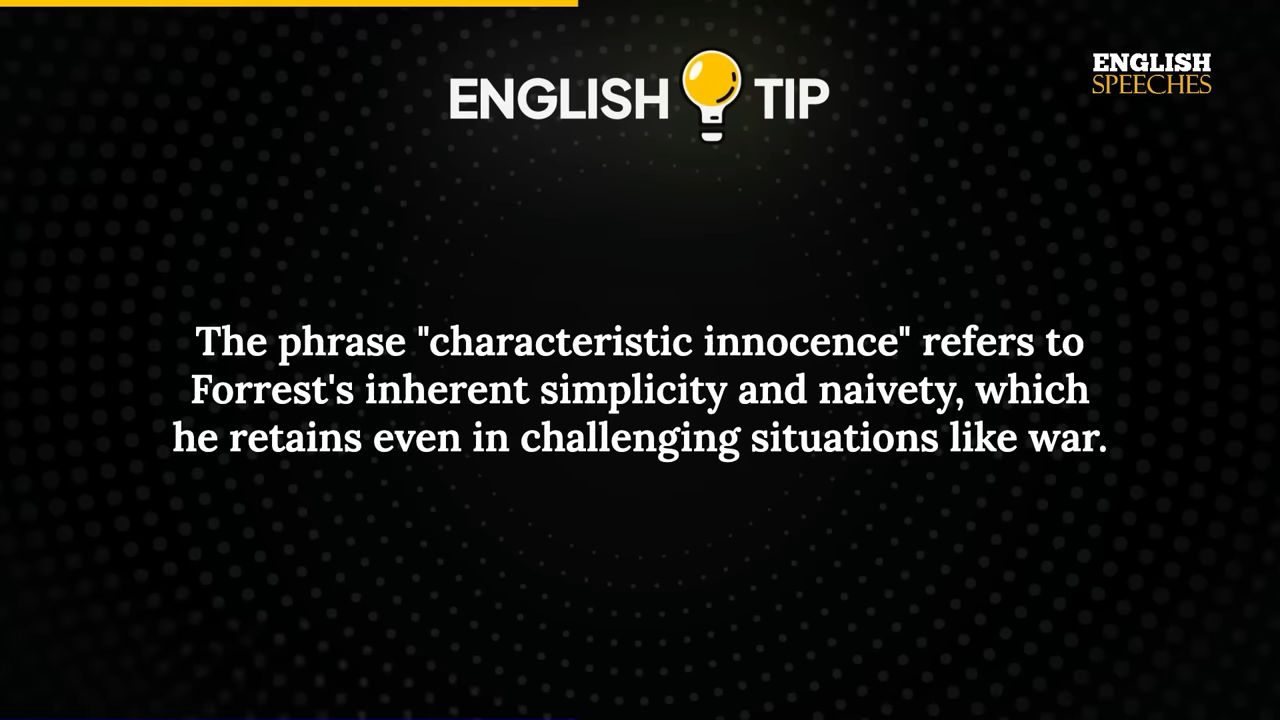 ENGLISH TIP
ENGLISH
SPEECHES
The phrase "characteristic innocence" refers to
Forrest's inherent simplicity and naivety, which
he retains even in challenging situations like war.